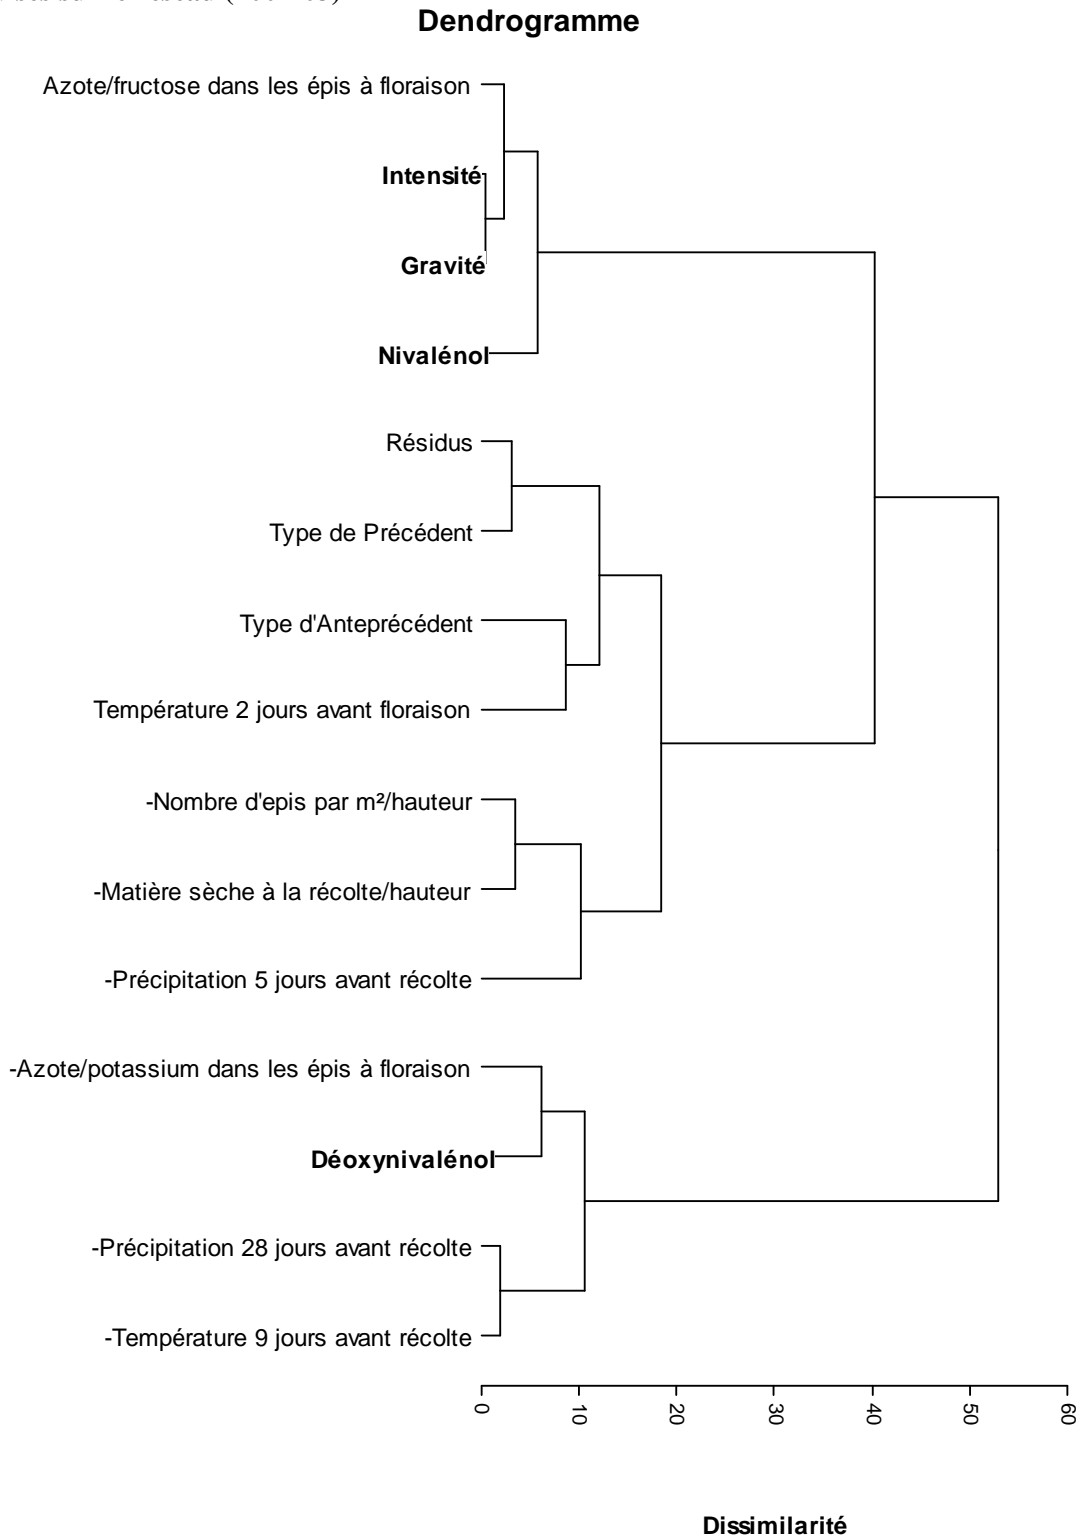 Dendrogramme
Azote/fructose dans les épis à floraison
Intensité
Gravité
Nivalénol
Résidus
Type de Précédent
Type d'Anteprécédent
Température 2 jours avant floraison
-Nombre d'epis par m²/hauteur
-Matière sèche à la récolte/hauteur
-Précipitation 5 jours avant récolte
-Azote/potassium dans les épis à floraison
Déoxynivalénol
-Précipitation 28 jours avant récolte
-Température 9 jours avant récolte
0 10 20 30 40 50 60
Dissimilarité